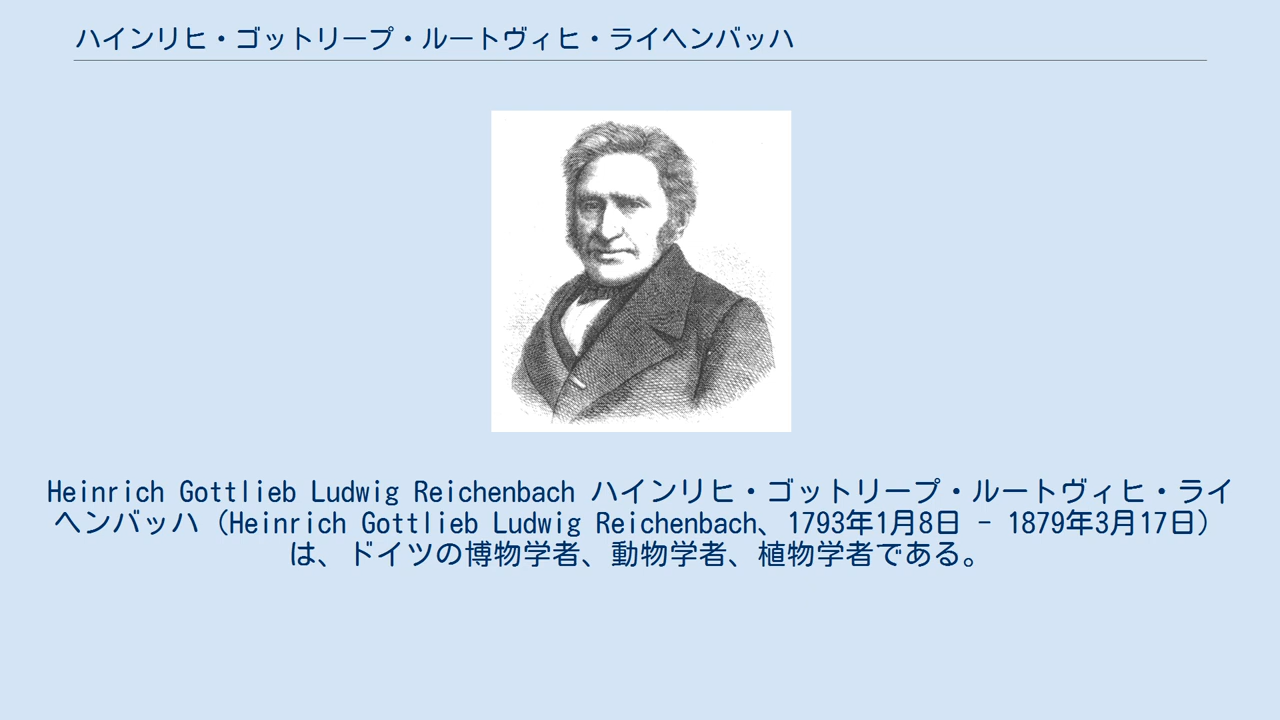 ハインリヒ・ゴットリープ・ルートヴィヒ・ライヘンバッハ
Heinrich Gottlieb Ludwig Reichenbach ハインリヒ・ゴットリープ・ルートヴィヒ・ライ
ヘンバッハ（Heinrich Gottlieb Ludwig Reichenbach、1793年1月8日 - 1879年3月17日）
は、ドイツの博物学者、動物学者、植物学者である。